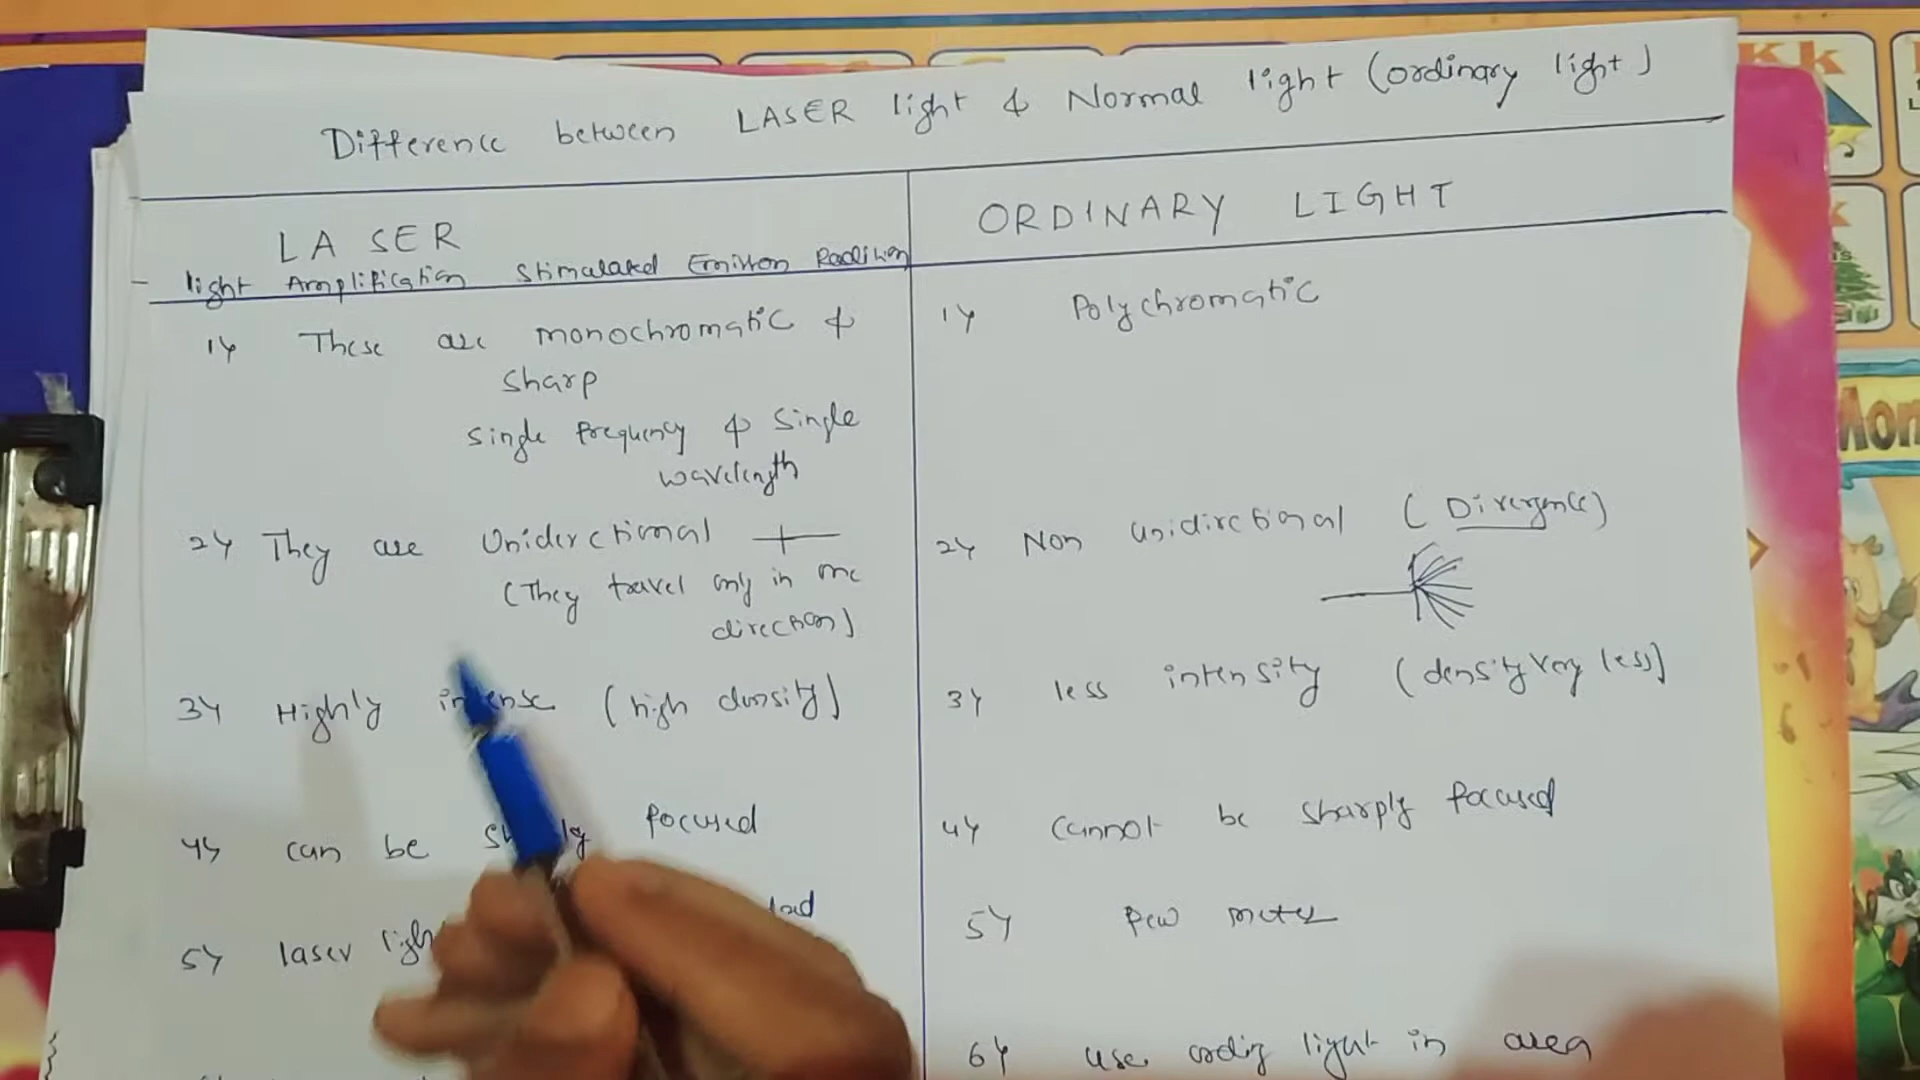 Difference between LASER light & Normal light (ordinary light)
LASER
light Amplification Stimulated Emission Radiation
ORDINARY LIGHT
1) These are monochromatic &
sharp
single frequency & single
wavelength
1) Polychromatic
2) They are Unidirectional
(They travel only in one
direction)
2) Non unidirectional (Divergence)
3) Highly intense (high density)
3) less intensity (density very less)
4) can be focused
4) cannot be sharply focused
5) laser light
5) few meter
6) use light in area
Kk
Mon